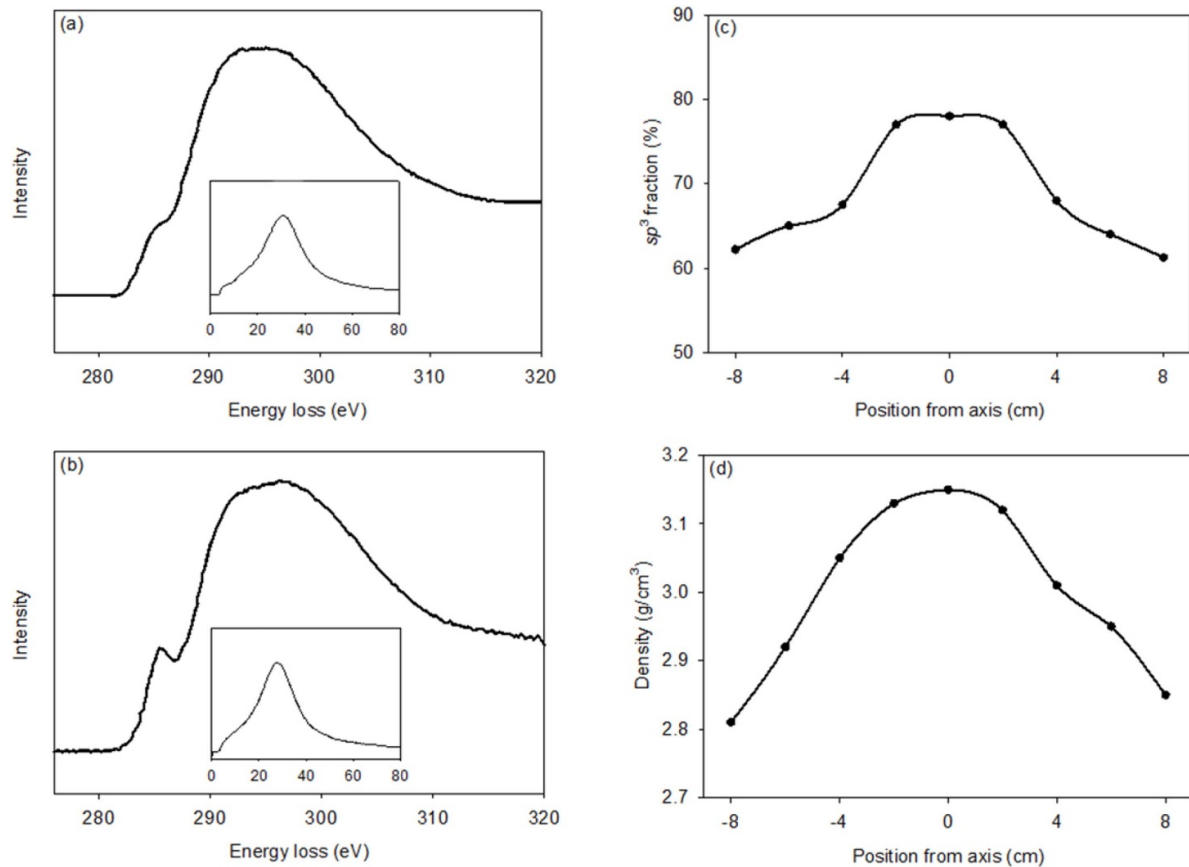 (a)
Intensity
0 20 40 60 80
280 290 300 310 320
Energy loss (eV)
(b)
Intensity
0 20 40 60 80
280 290 300 310 320
Energy loss (eV)
(c)
90
80
70
60
50
sp³ fraction (%)
-8 -4 0 4 8
Position from axis (cm)
(d)
3.2
3.1
3.0
2.9
2.8
2.7
Density (g/cm³)
-8 -4 0 4 8
Position from axis (cm)